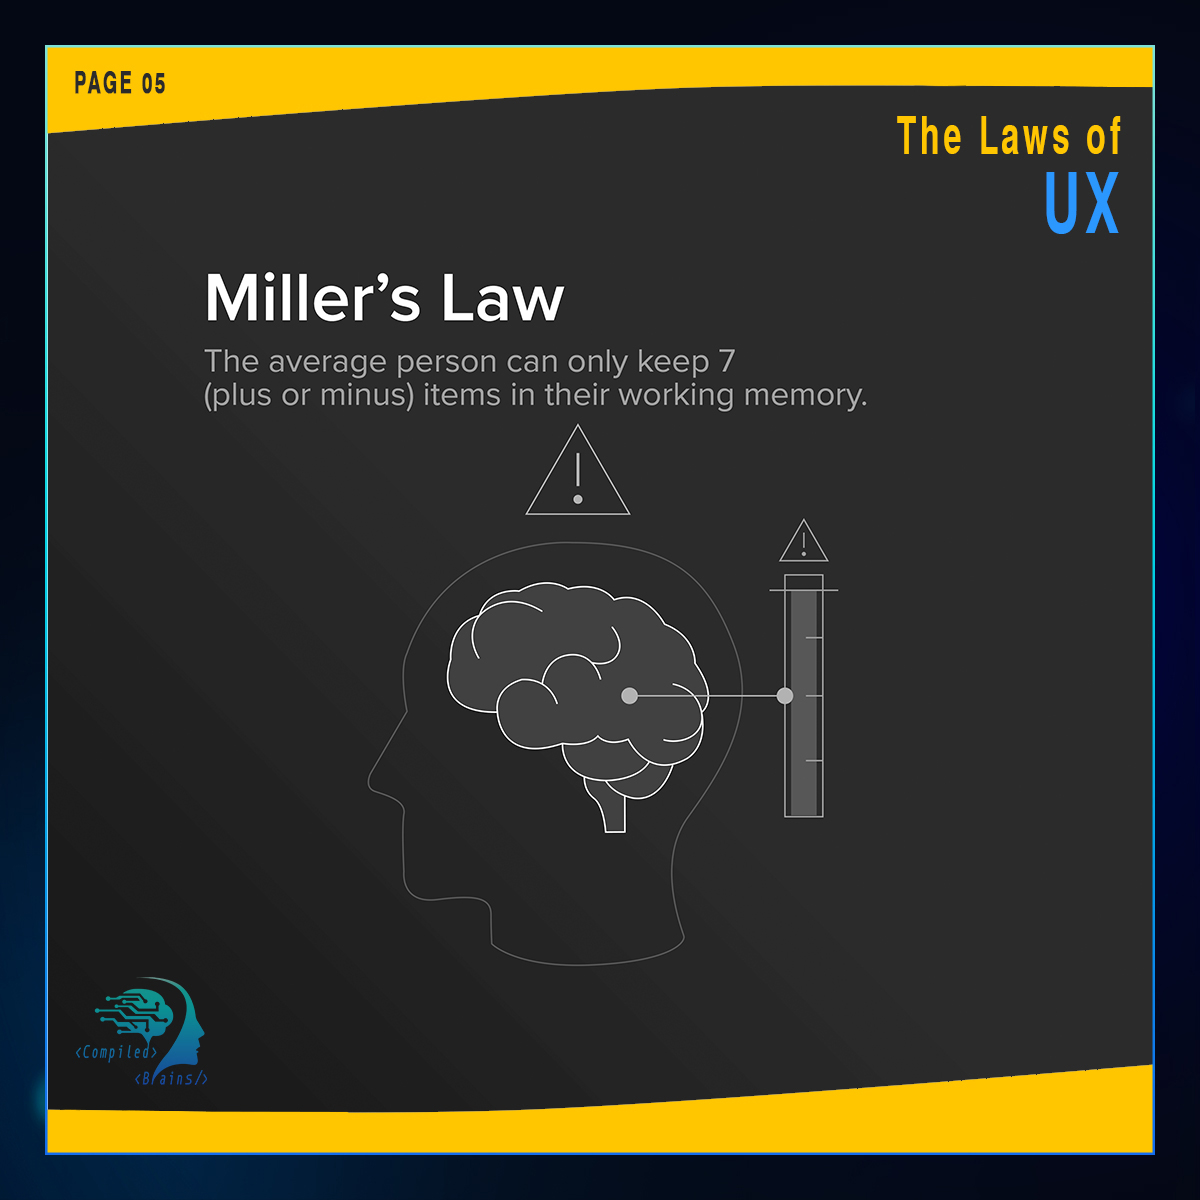 PAGE 05
The Laws of
UX
Miller’s Law
The average person can only keep 7
(plus or minus) items in their working memory.
<Compiled>
<Brains/>